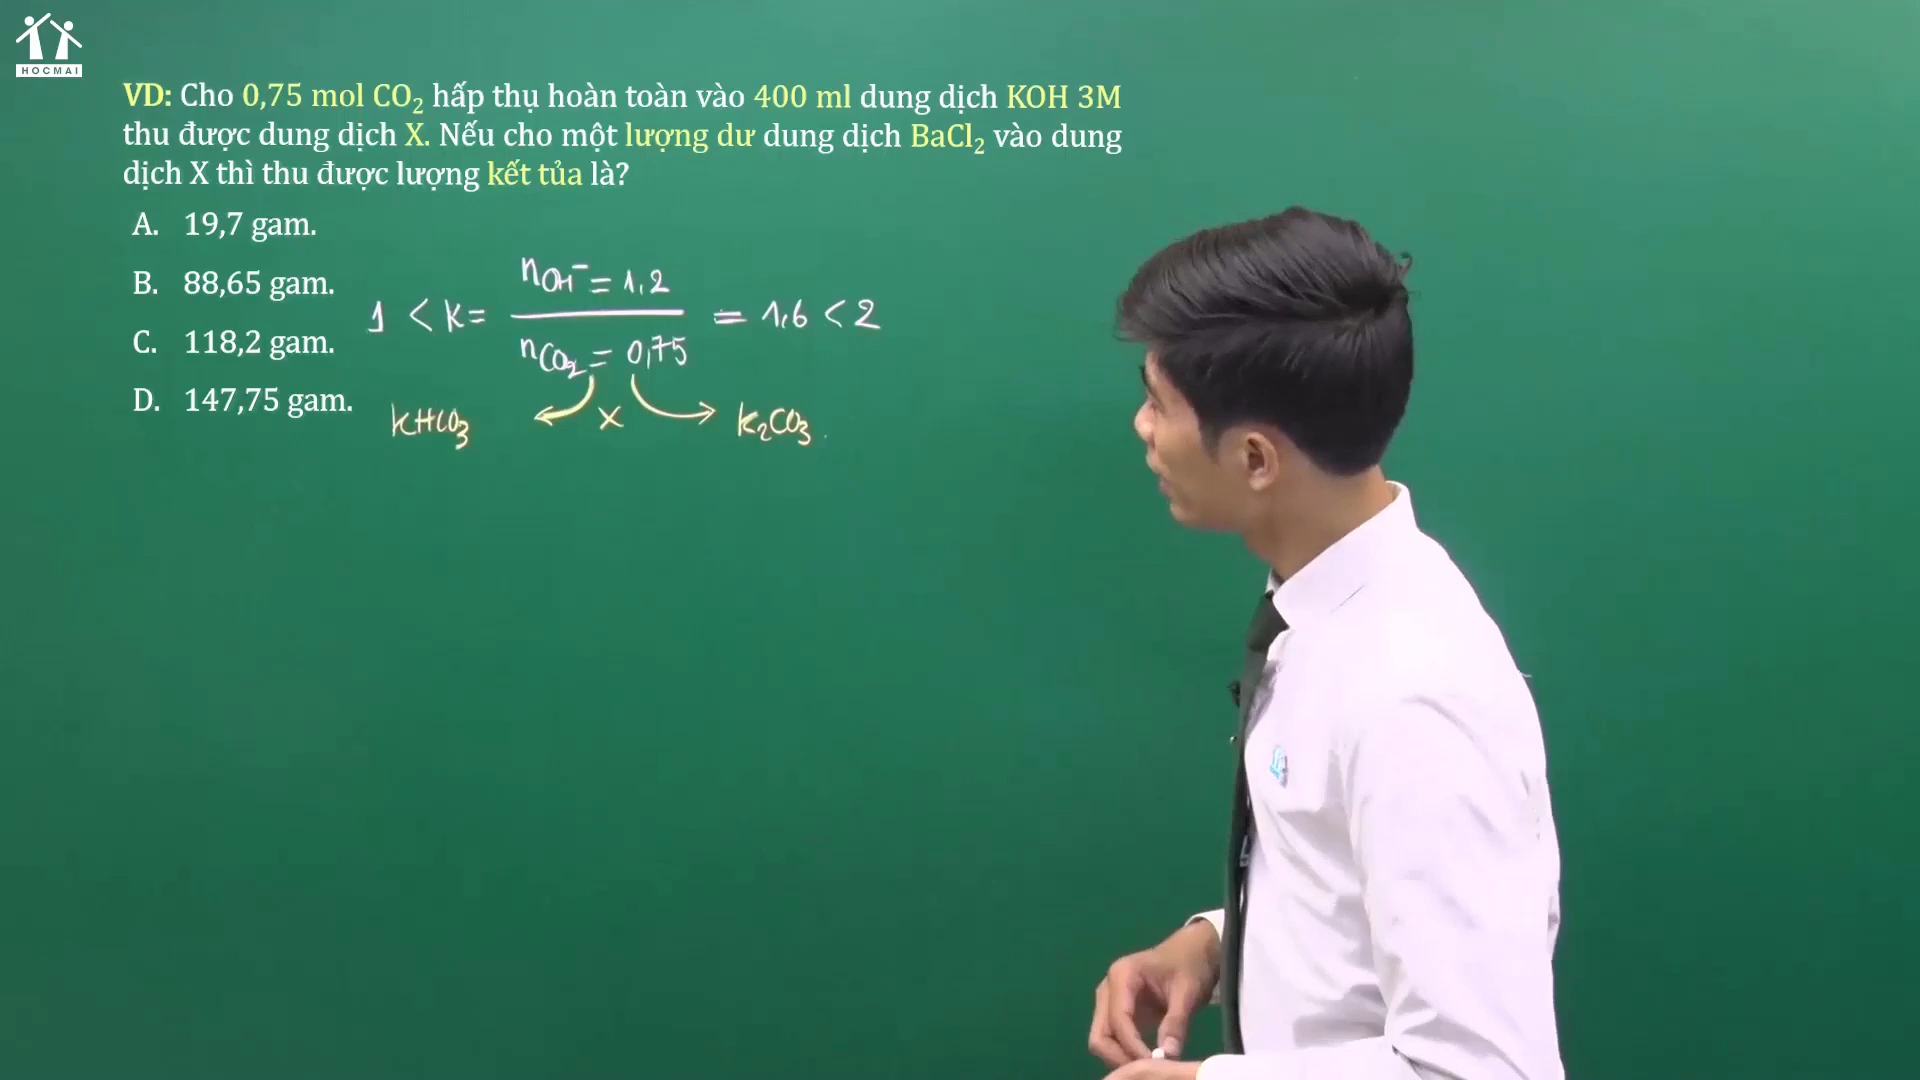 HOCMAI
VD: Cho 0,75 mol CO₂ hấp thụ hoàn toàn vào 400 ml dung dịch KOH 3M
thu được dung dịch X. Nếu cho một lượng dư dung dịch BaCl₂ vào dung
dịch X thì thu được lượng kết tủa là?
A. 19,7 gam.
B. 88,65 gam.
C. 118,2 gam.
D. 147,75 gam.
nOH⁻ = 1,2
1 < k = = 1,6 < 2
nCO₂ = 0,75
KHCO₃ X K₂CO₃